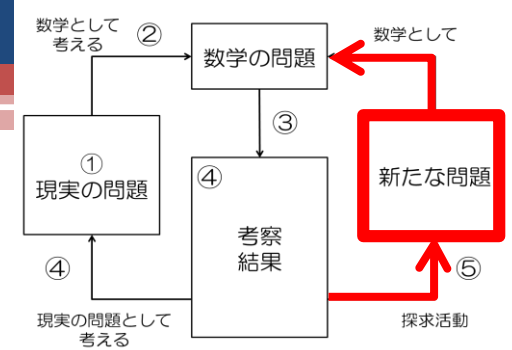 数学として
考える
②
数学の問題
数学として
③
①
現実の問題
④
考察
結果
新たな問題
④
⑤
現実の問題として
考える
探求活動